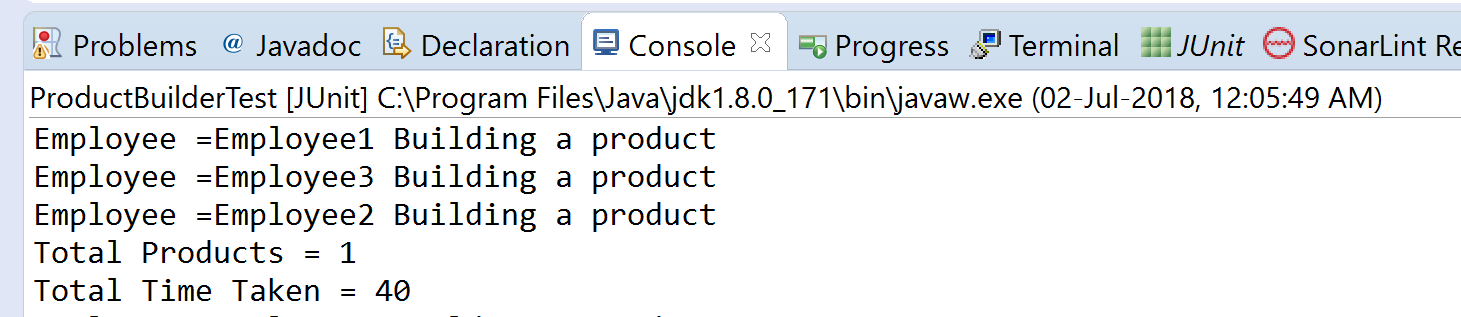 Problems @ Javadoc Declaration Console Progress Terminal JUnit SonarLint Re
ProductBuilderTest [JUnit] C:\Program Files\Java\jdk1.8.0_171\bin\javaw.exe (02-Jul-2018, 12:05:49 AM)
Employee =Employee1 Building a product
Employee =Employee3 Building a product
Employee =Employee2 Building a product
Total Products = 1
Total Time Taken = 40